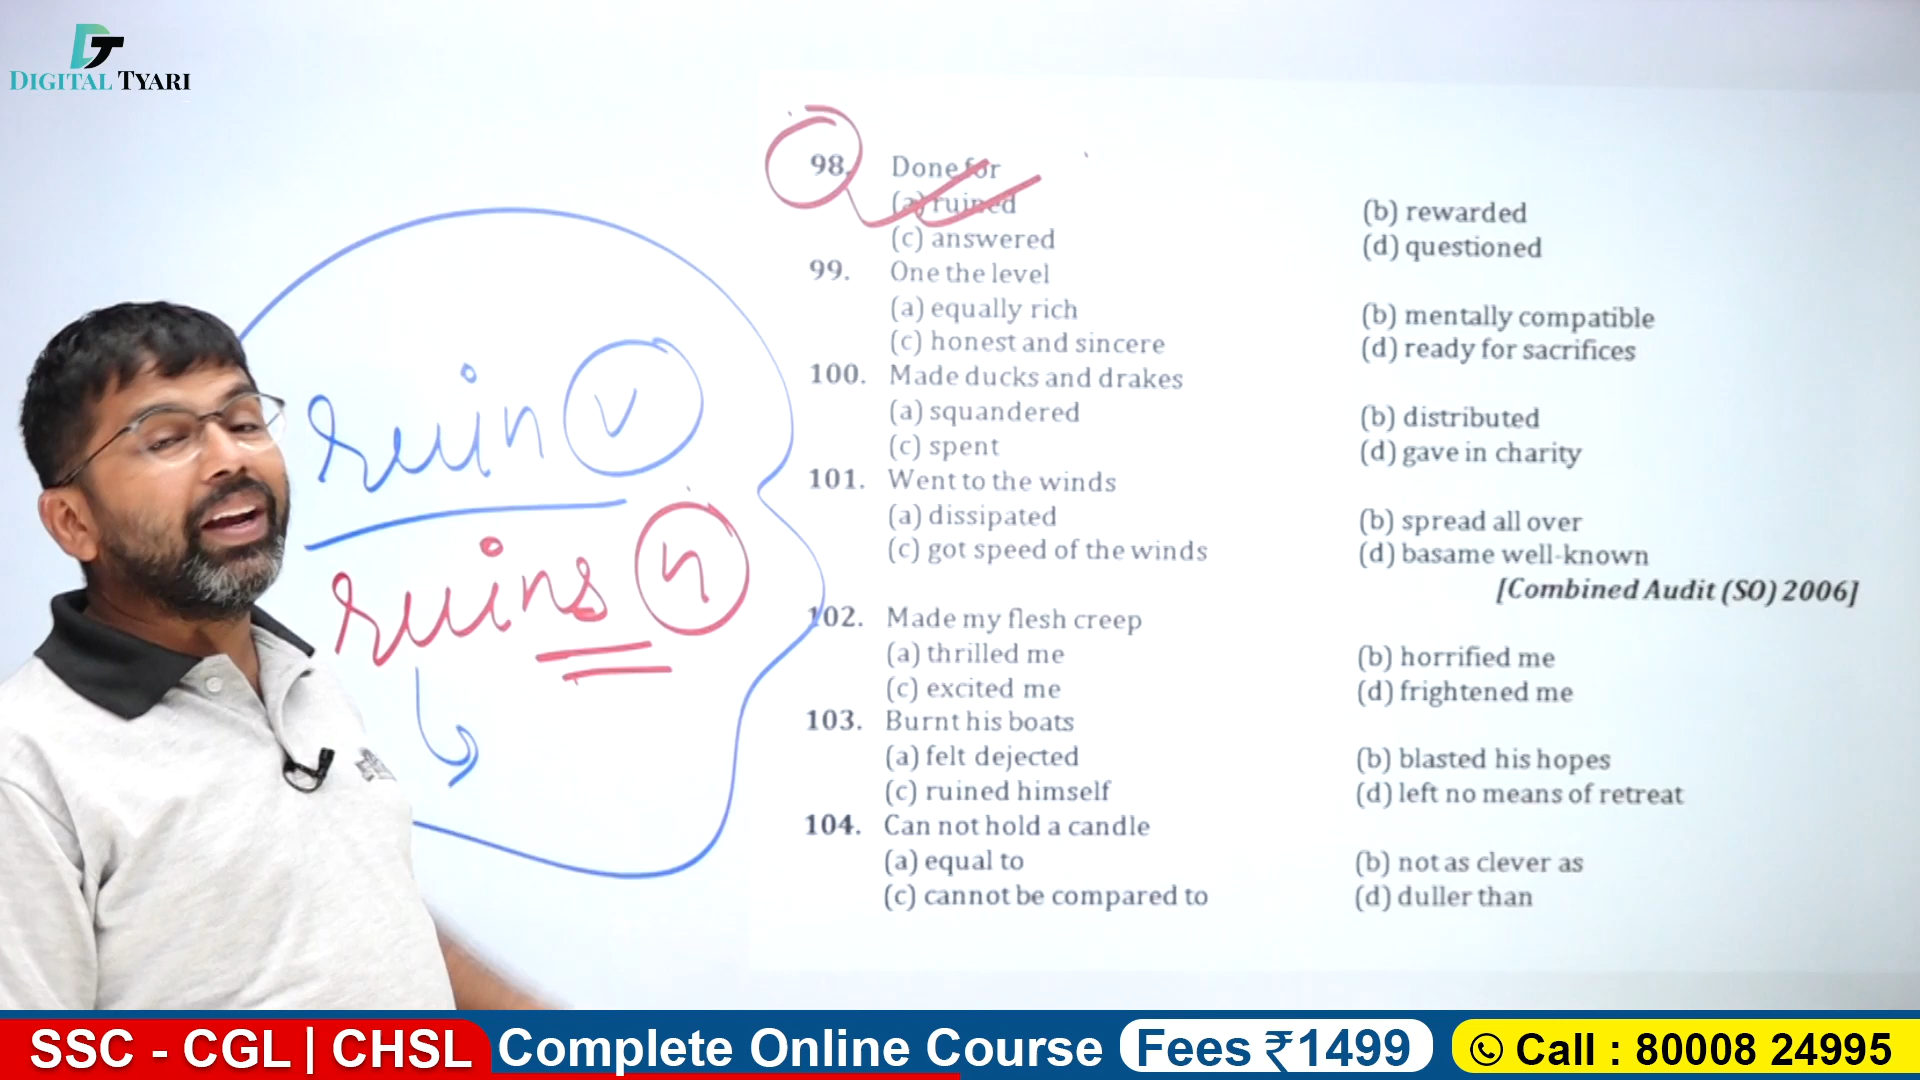 DT
DIGITAL TYARI
98. Done for
(a) ruined (b) rewarded
(c) answered (d) questioned
99. One the level
(a) equally rich (b) mentally compatible
(c) honest and sincere (d) ready for sacrifices
100. Made ducks and drakes
(a) squandered (b) distributed
(c) spent (d) gave in charity
101. Went to the winds
(a) dissipated (b) spread all over
(c) got speed of the winds (d) basame well-known
[Combined Audit (SO) 2006]
102. Made my flesh creep
(a) thrilled me (b) horrified me
(c) excited me (d) frightened me
103. Burnt his boats
(a) felt dejected (b) blasted his hopes
(c) ruined himself (d) left no means of retreat
104. Can not hold a candle
(a) equal to (b) not as clever as
(c) cannot be compared to (d) duller than
ruin v
ruins n
SSC - CGL | CHSL Complete Online Course Fees ₹1499 Call : 80008 24995